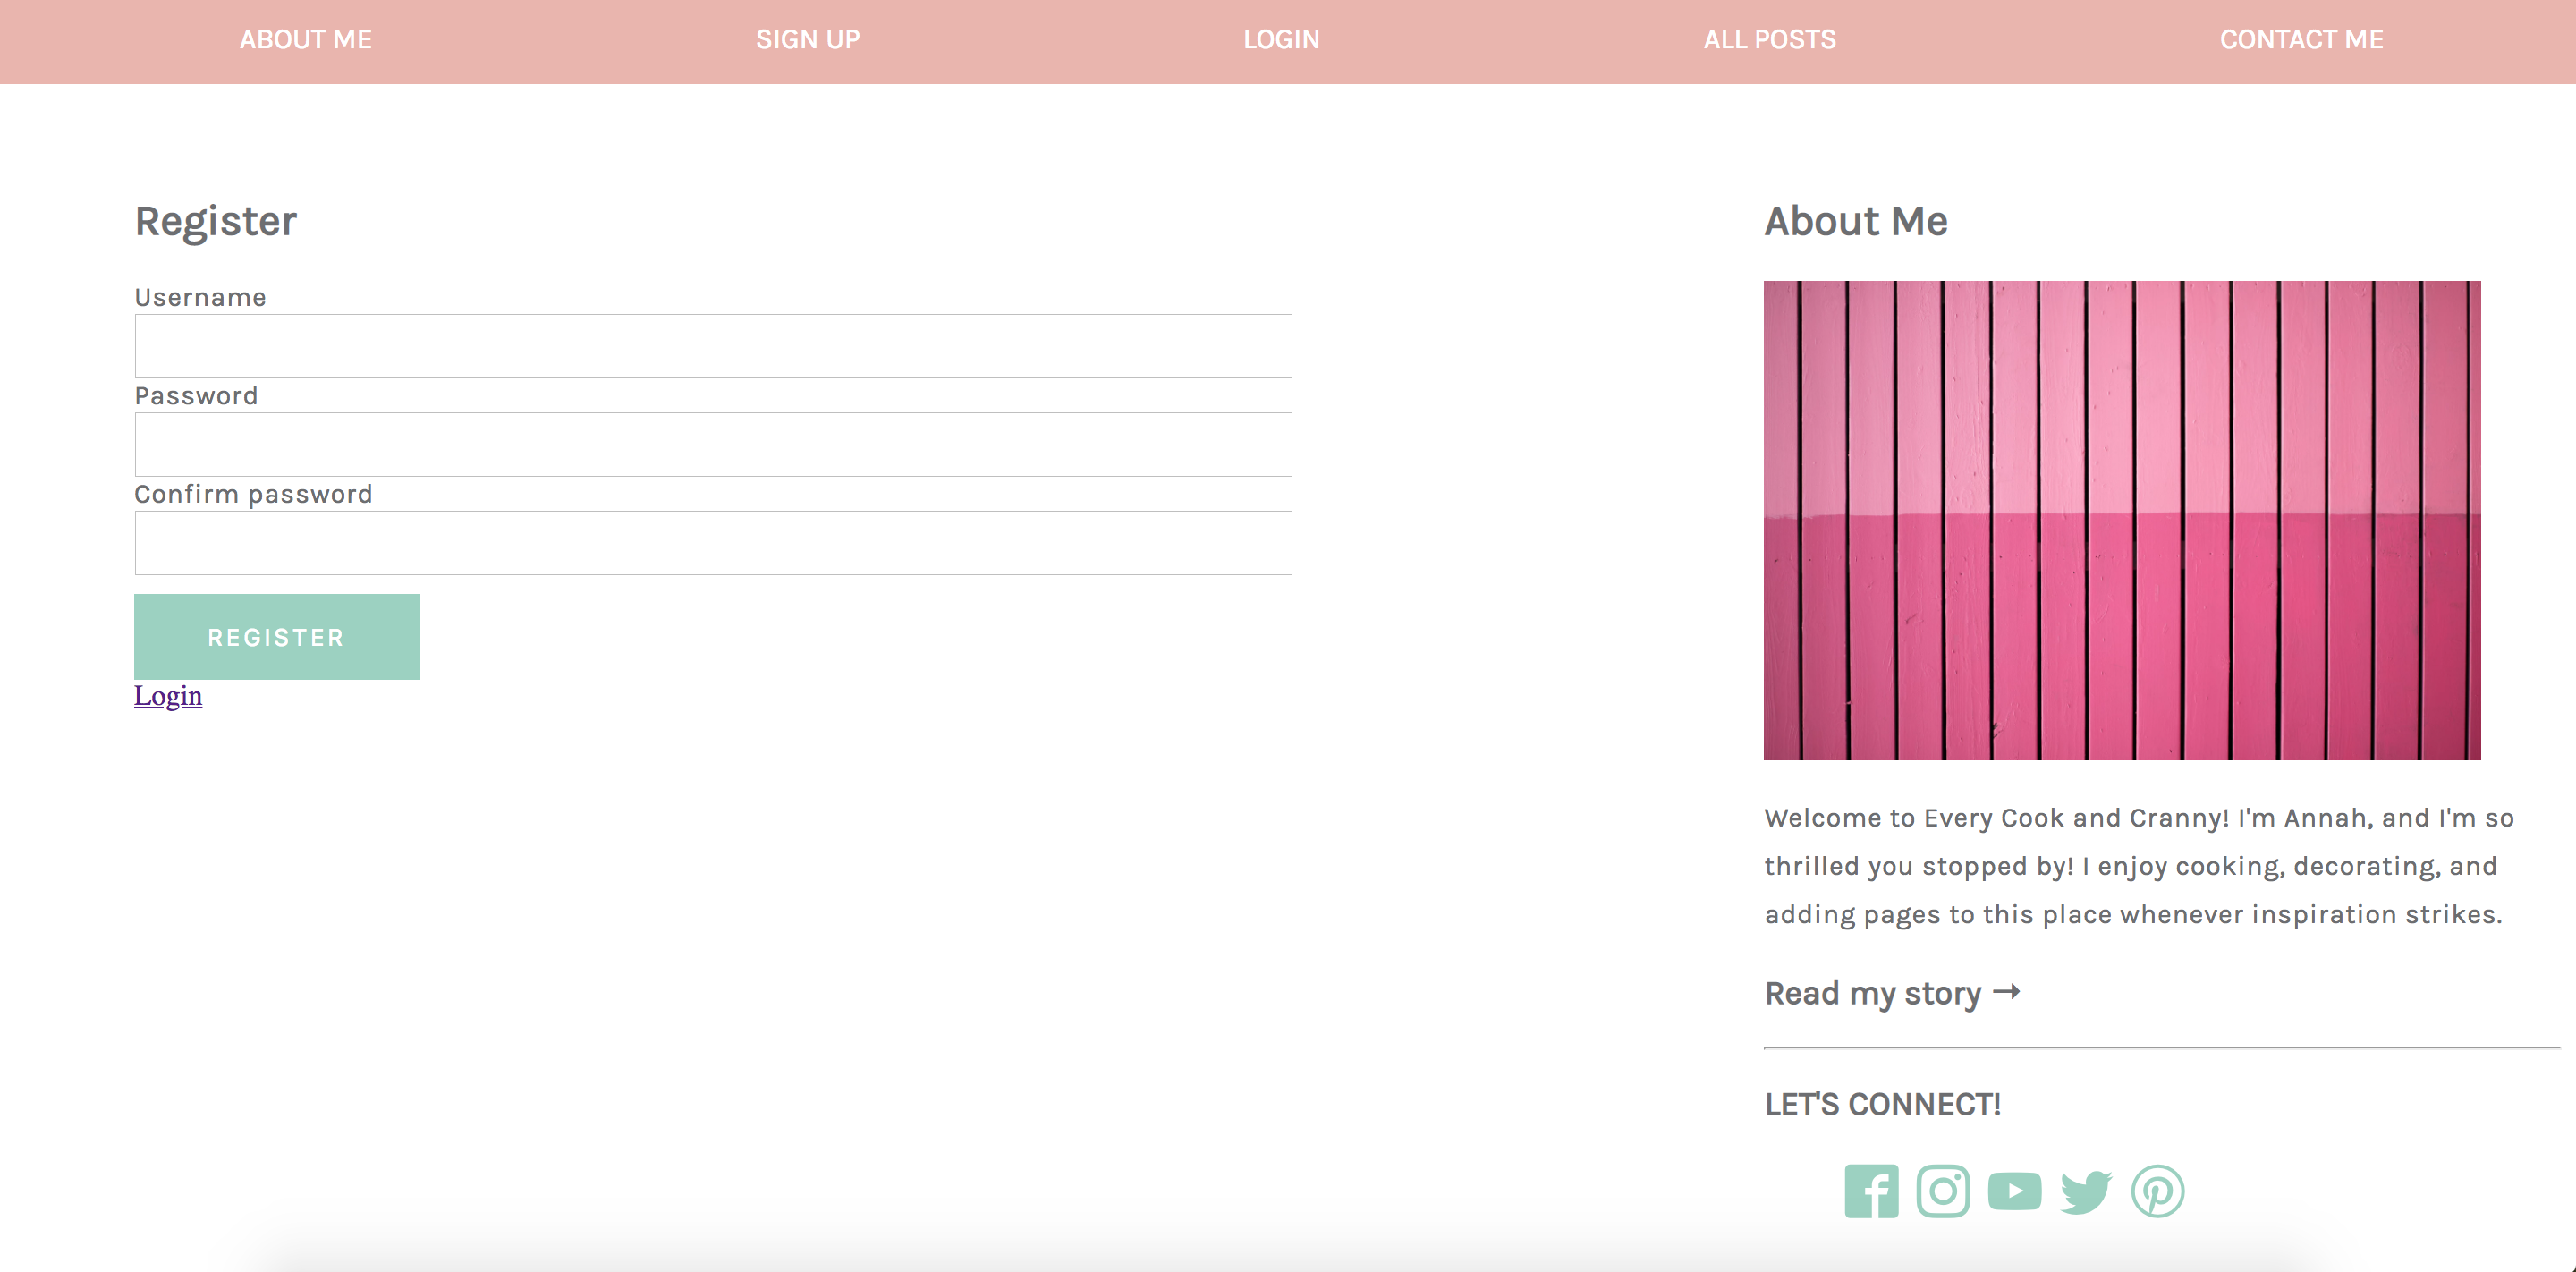 ABOUT ME SIGN UP LOGIN ALL POSTS CONTACT ME
Register
Username
Password
Confirm password
REGISTER
Login
About Me
Welcome to Every Cook and Cranny! I'm Annah, and I'm so
thrilled you stopped by! I enjoy cooking, decorating, and
adding pages to this place whenever inspiration strikes.
Read my story →
LET'S CONNECT!